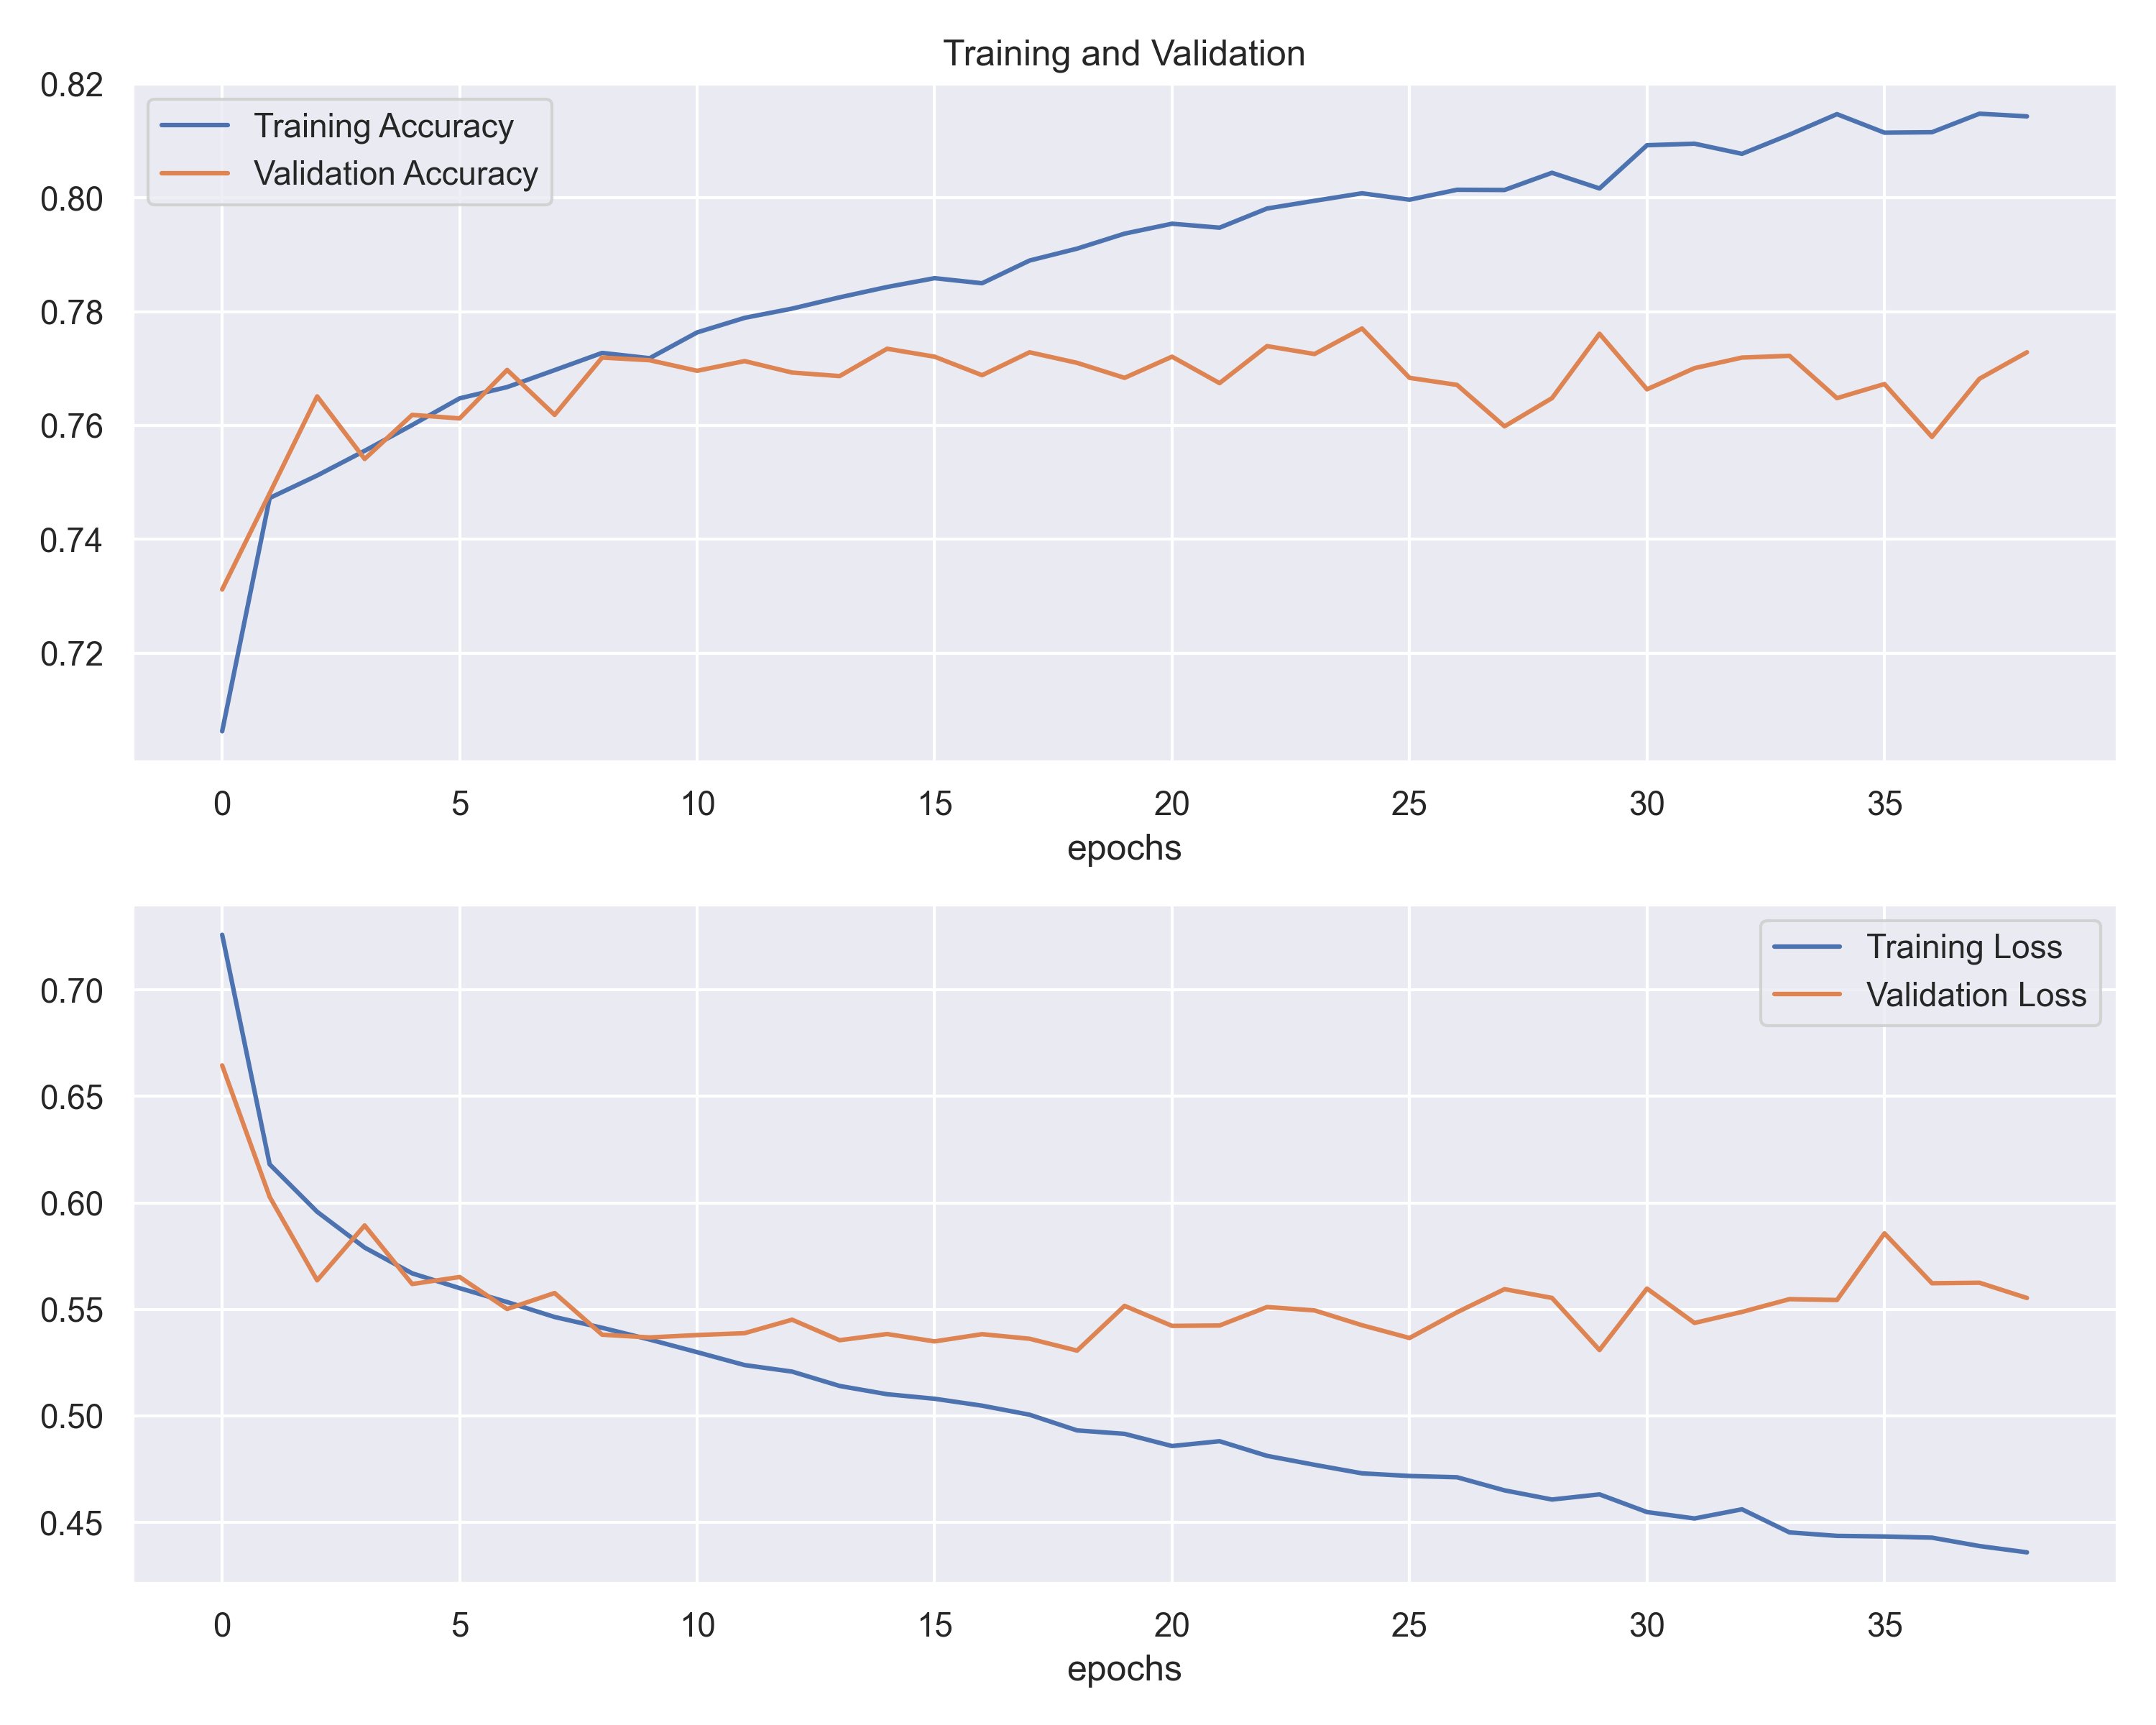 Training and Validation
0.82
Training Accuracy
Validation Accuracy
0.80
0.78
0.76
0.74
0.72
0 5 10 15 20 25 30 35
epochs
Training Loss
Validation Loss
0.70
0.65
0.60
0.55
0.50
0.45
0 5 10 15 20 25 30 35
epochs